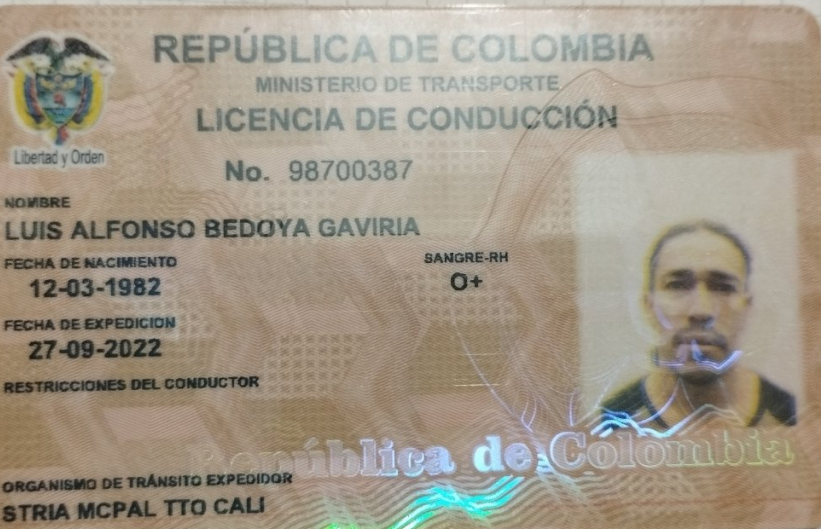 REPÚBLICA DE COLOMBIA
MINISTERIO DE TRANSPORTE
LICENCIA DE CONDUCCIÓN
Libertad y Orden
No. 98700387
NOMBRE
LUIS ALFONSO BEDOYA GAVIRIA
FECHA DE NACIMIENTO
12-03-1982
SANGRE-RH
O+
FECHA DE EXPEDICION
27-09-2022
RESTRICCIONES DEL CONDUCTOR
República de Colombia
ORGANISMO DE TRÁNSITO EXPEDIDOR
STRIA MCPAL TTO CALI